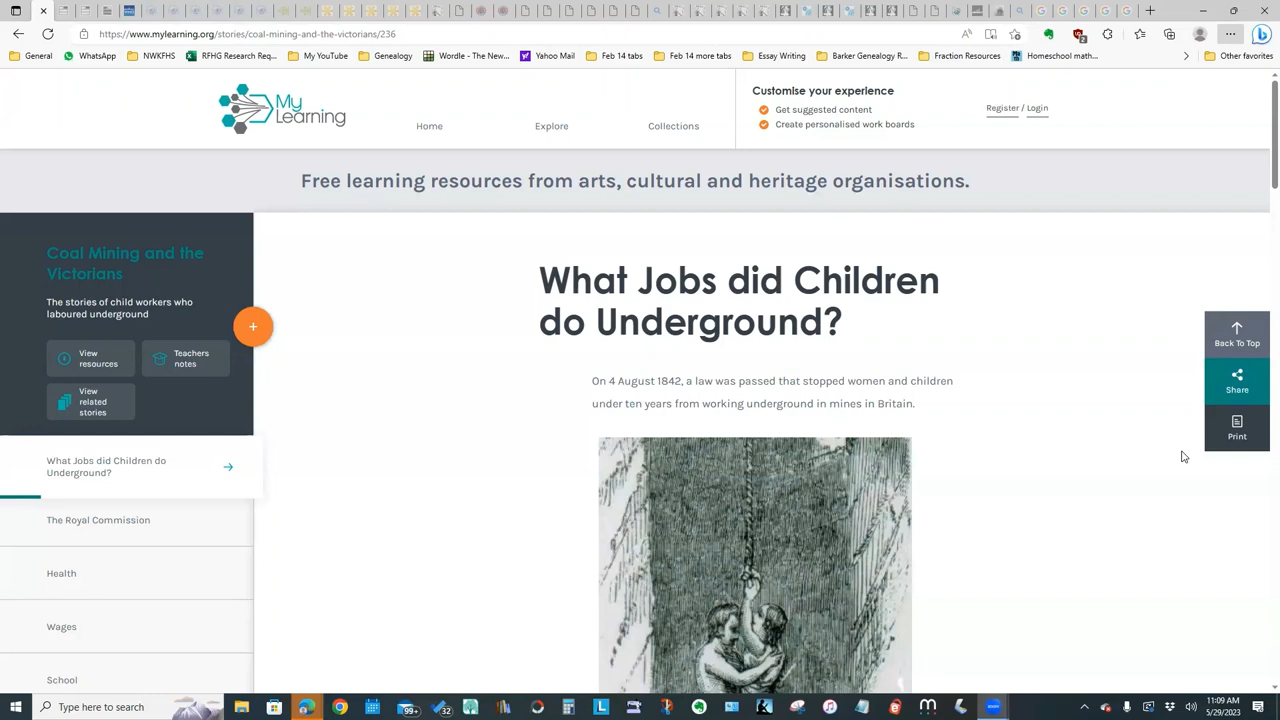 https://www.mylearning.org/stories/coal-mining-and-the-victorians/236
2
General
WhatsApp
NWKFHS
RFHG Research Req...
My YouTube
Genealogy
Wordle - The New...
Yahoo Mail
Feb 14 tabs
Feb 14 more tabs
Essay Writing
Barker Genealogy R...
Fraction Resources
Homeschool math...
Other favorites
My Learning
Home
Explore
Collections
Customise your experience
Get suggested content
Create personalised work boards
Register / Login
Free learning resources from arts, cultural and heritage organisations.
Coal Mining and the
Victorians
The stories of child workers who
laboured underground
View
resources
Teachers
notes
View
related
stories
What Jobs did Children do
Underground?
The Royal Commission
Health
Wages
School
What Jobs did Children
do Underground?
On 4 August 1842, a law was passed that stopped women and children
under ten years from working underground in mines in Britain.
Back To Top
Share
Print
Type here to search
99+
32
11:09 AM
5/29/2023